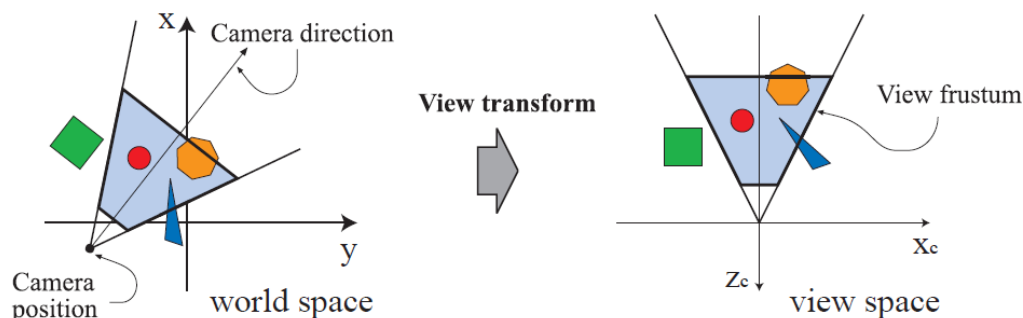 x
Camera direction
y
Camera
position
world space
View transform
View frustum
Xc
Zc
view space